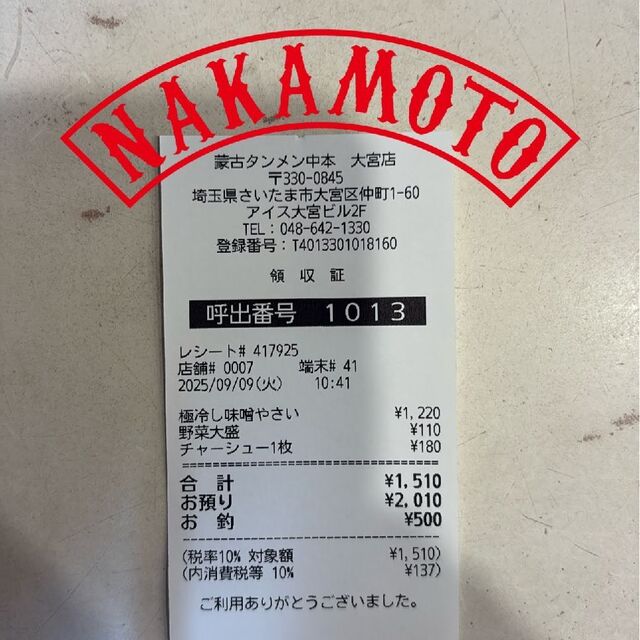 NAKAMOTO
蒙古タンメン中本 大宮店
〒330-0845
埼玉県さいたま市大宮区仲町1-60
アイス大宮ビル2F
TEL：048-642-1330
登録番号：T4013301018160
領 収 証
呼出番号 1013
レシート# 417925
店舗# 0007 端末# 41
2025/09/09(火) 10:41
極冷し味噌やさい ¥1,220
野菜大盛 ¥110
チャーシュー1枚 ¥180
合 計 ¥1,510
お預り ¥2,010
お 釣 ¥500
(税率10% 対象額 ¥1,510)
(内消費税等 10% ¥137)
ご利用ありがとうございました。